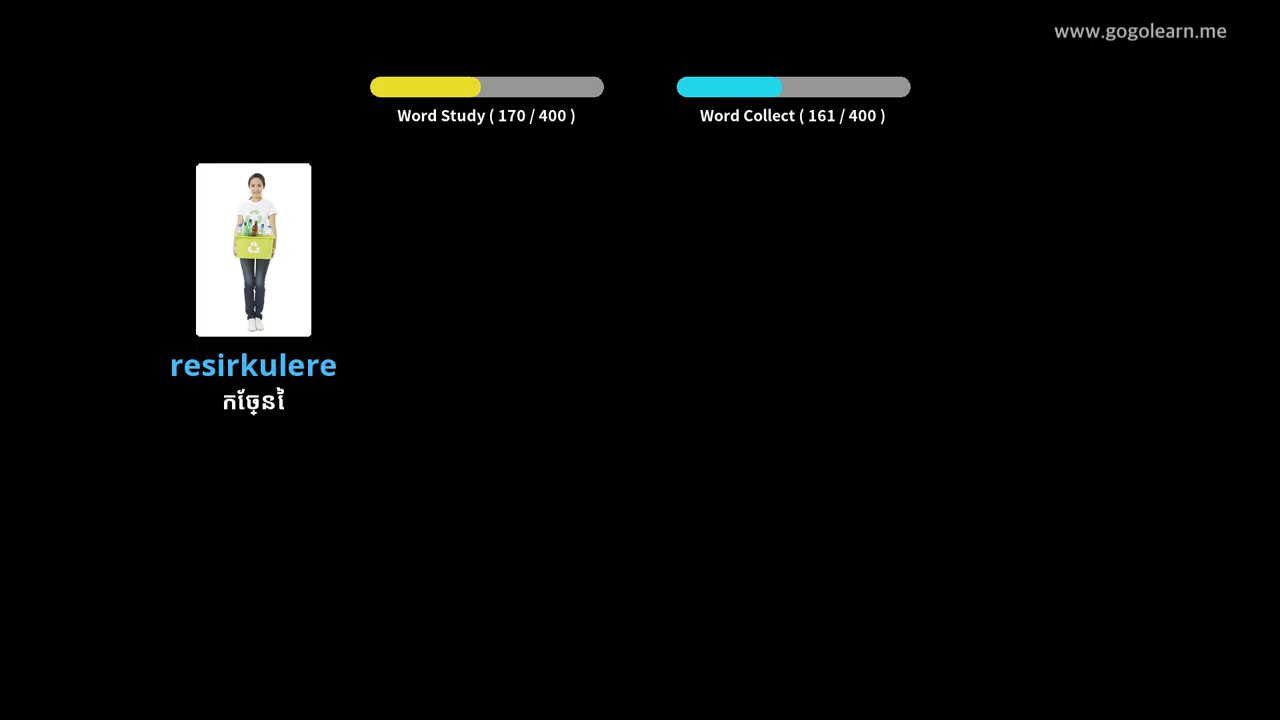 www.gogolearn.me
Word Study ( 170 / 400 )
Word Collect ( 161 / 400 )
resirkulere
កច្នៃ